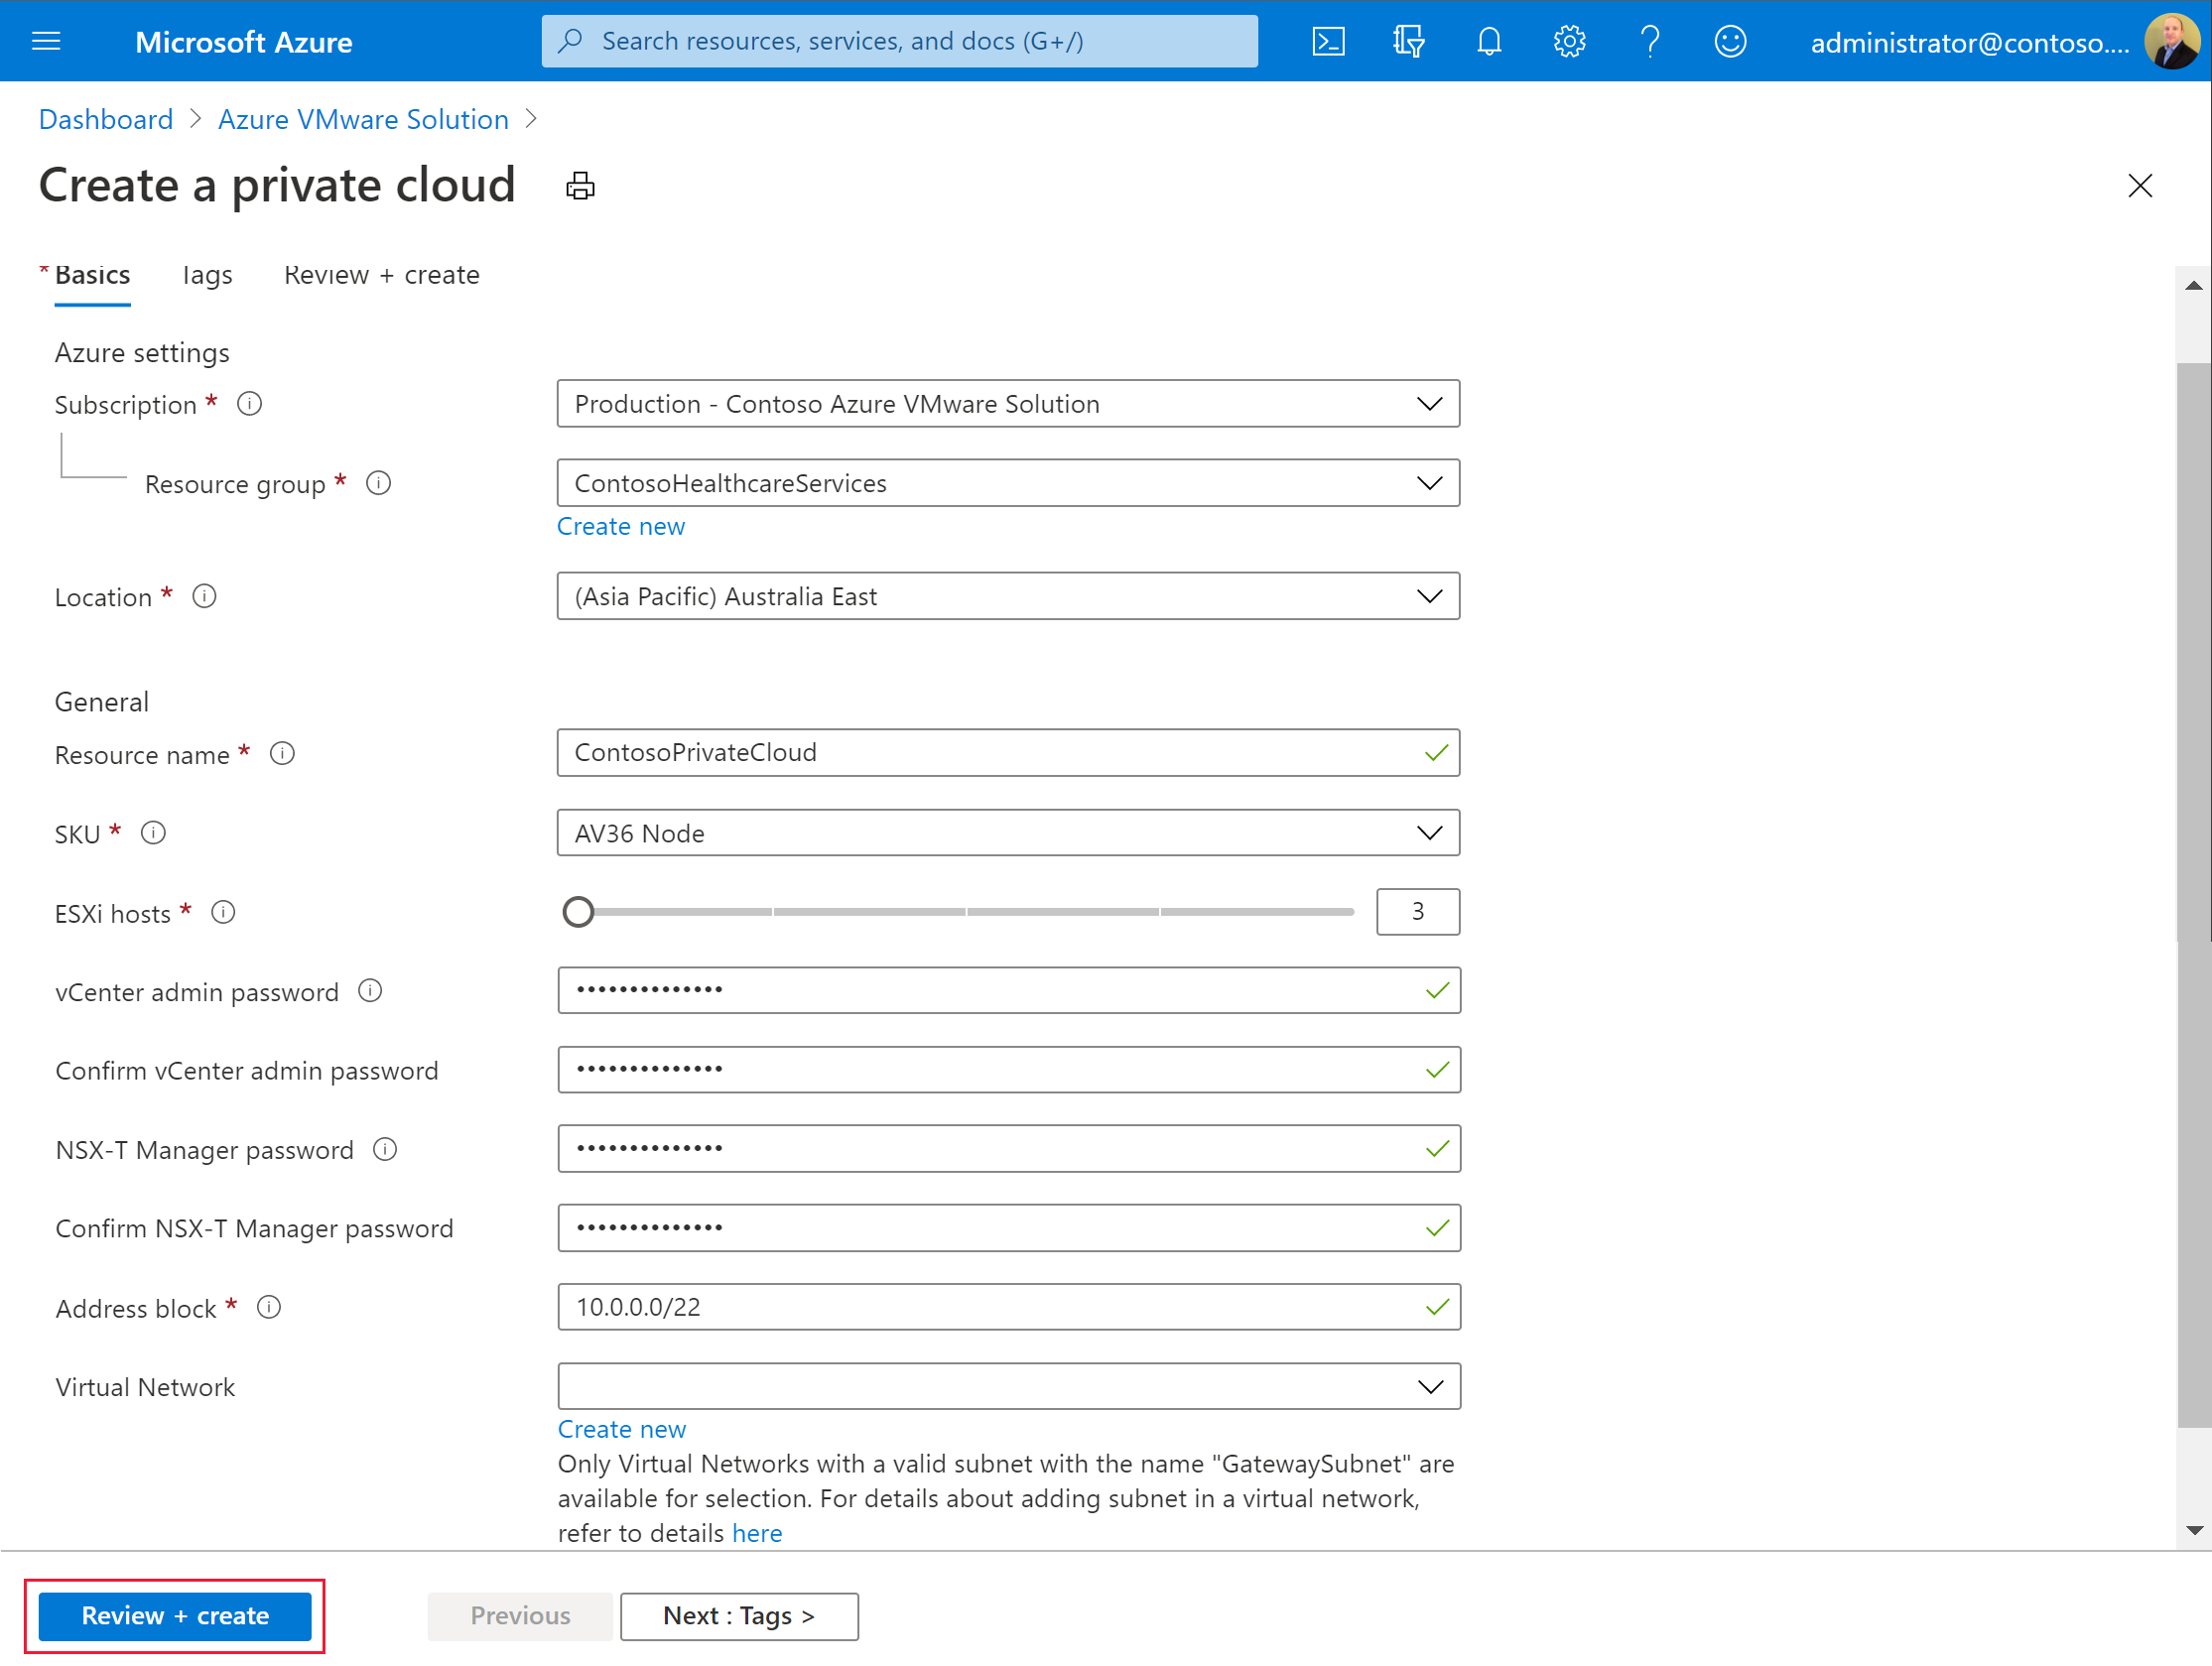 Microsoft Azure
Search resources, services, and docs (G+/)
administrator@contoso....
Dashboard > Azure VMware Solution >
Create a private cloud
* Basics Tags Review + create
Azure settings
Subscription *
Production - Contoso Azure VMware Solution
Resource group *
ContosoHealthcareServices
Create new
Location *
(Asia Pacific) Australia East
General
Resource name *
ContosoPrivateCloud
SKU *
AV36 Node
ESXi hosts *
3
vCenter admin password
••••••••••••••
Confirm vCenter admin password
••••••••••••••
NSX-T Manager password
••••••••••••••
Confirm NSX-T Manager password
••••••••••••••
Address block *
10.0.0.0/22
Virtual Network
Create new
Only Virtual Networks with a valid subnet with the name "GatewaySubnet" are
available for selection. For details about adding subnet in a virtual network,
refer to details here
Review + create Previous Next : Tags >